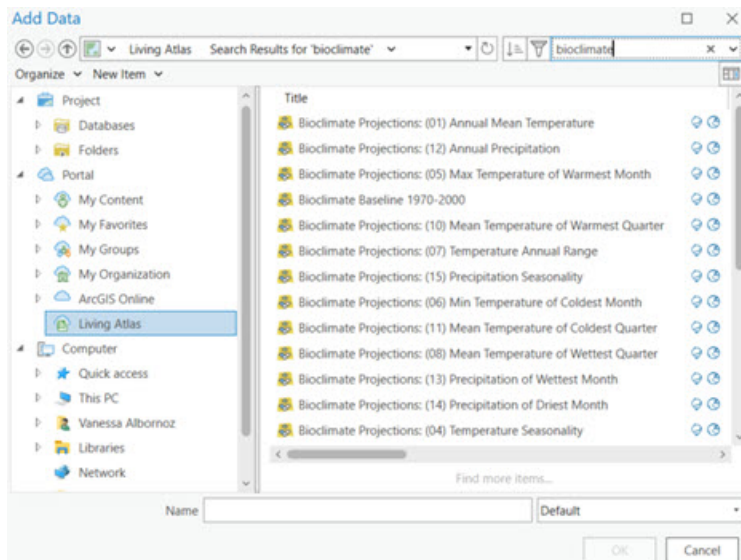 Add Data
Living Atlas Search Results for 'bioclimate' bioclimate
Organize New Item
Project
Databases
Folders
Portal
My Content
My Favorites
My Groups
My Organization
ArcGIS Online
Living Atlas
Computer
Quick access
This PC
Vanessa Albornoz
Libraries
Network
Title
Bioclimate Projections: (01) Annual Mean Temperature
Bioclimate Projections: (12) Annual Precipitation
Bioclimate Projections: (05) Max Temperature of Warmest Month
Bioclimate Baseline 1970-2000
Bioclimate Projections: (10) Mean Temperature of Warmest Quarter
Bioclimate Projections: (07) Temperature Annual Range
Bioclimate Projections: (15) Precipitation Seasonality
Bioclimate Projections: (06) Min Temperature of Coldest Month
Bioclimate Projections: (11) Mean Temperature of Coldest Quarter
Bioclimate Projections: (08) Mean Temperature of Wettest Quarter
Bioclimate Projections: (13) Precipitation of Wettest Month
Bioclimate Projections: (14) Precipitation of Driest Month
Bioclimate Projections: (04) Temperature Seasonality
Find more items...
Name Default
OK Cancel